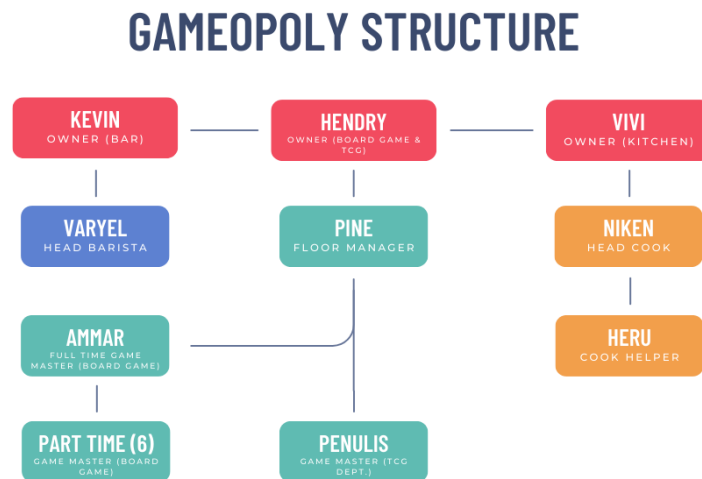 GAMEOPOLY STRUCTURE
KEVIN
OWNER (BAR)
HENDRY
OWNER (BOARD GAME &
TCG)
VIVI
OWNER (KITCHEN)
VARYEL
HEAD BARISTA
PINE
FLOOR MANAGER
NIKEN
HEAD COOK
AMMAR
FULL TIME GAME
MASTER (BOARD GAME)
HERU
COOK HELPER
PART TIME (6)
GAME MASTER (BOARD
GAME)
PENULIS
GAME MASTER (TCG
DEPT.)